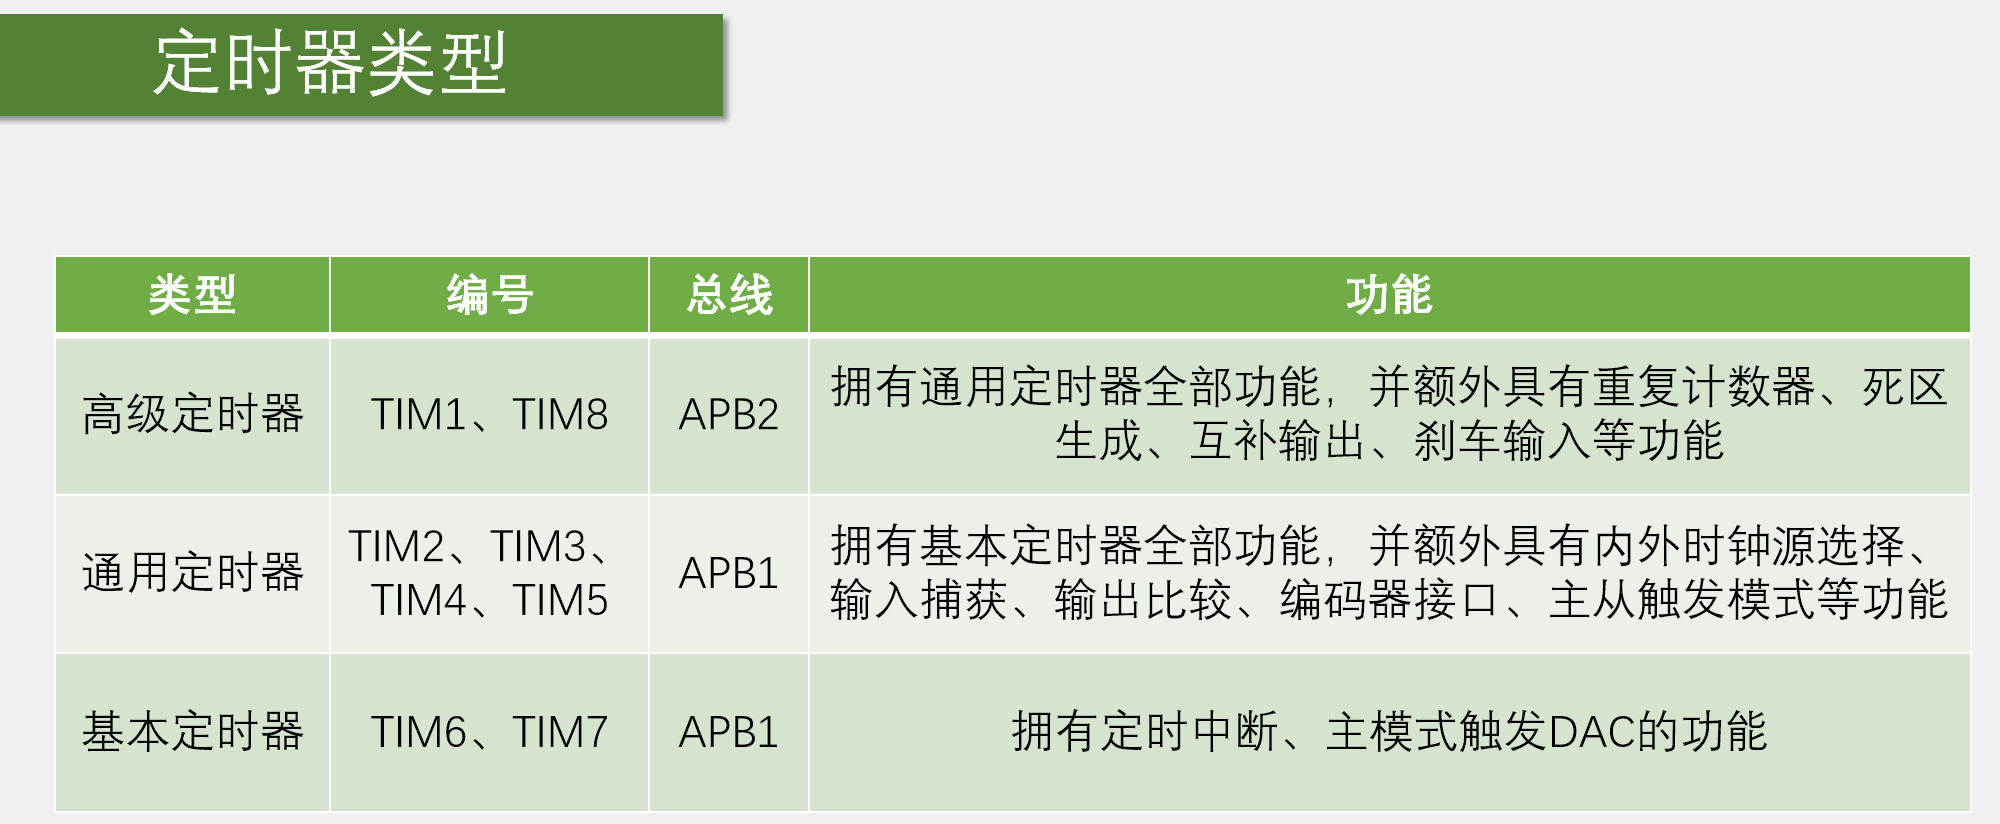 定时器类型
类型 编号 总线 功能
高级定时器 TIM1、TIM8 APB2 拥有通用定时器全部功能，并额外具有重复计数器、死区
生成、互补输出、刹车输入等功能
通用定时器 TIM2、TIM3、
TIM4、TIM5 APB1 拥有基本定时器全部功能，并额外具有内外时钟源选择、
输入捕获、输出比较、编码器接口、主从触发模式等功能
基本定时器 TIM6、TIM7 APB1 拥有定时中断、主模式触发DAC的功能